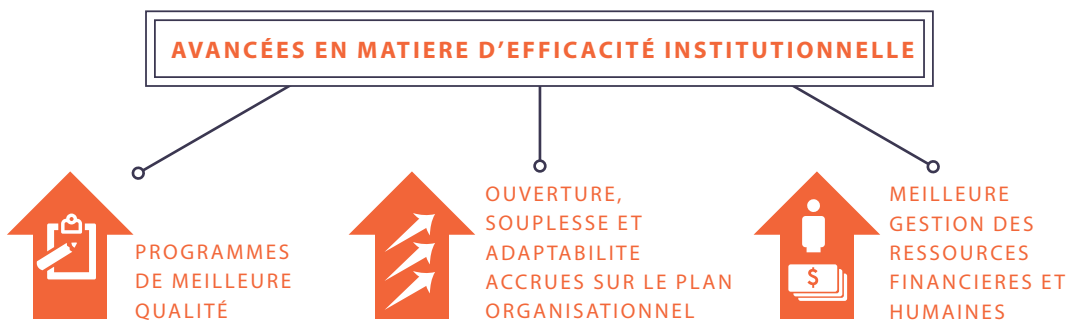 AVANCÉES EN MATIERE D'EFFICACITÉ INSTITUTIONNELLE
PROGRAMMES
DE MEILLEURE
QUALITÉ
OUVERTURE,
SOUPLESSE ET
ADAPTABILITE
ACCRUES SUR LE PLAN
ORGANISATIONNEL
$
MEILLEURE
GESTION DES
RESSOURCES
FINANCIERES ET
HUMAINES